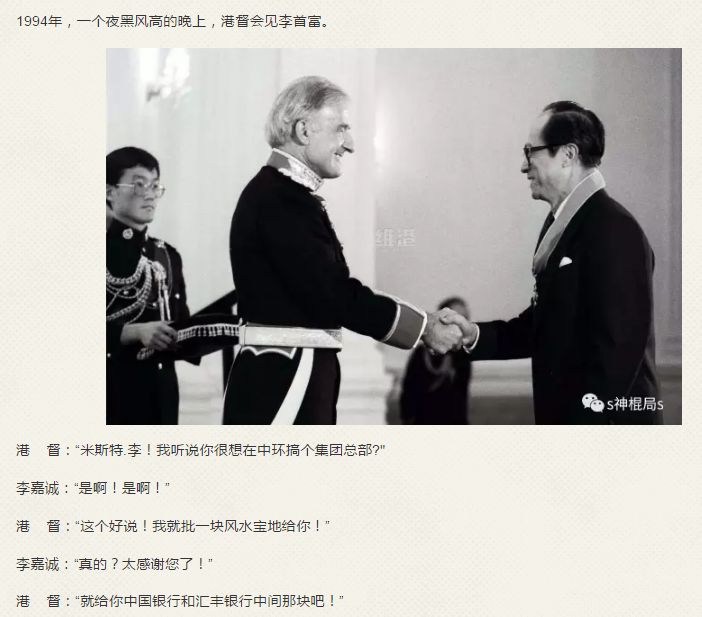 1994年，一个夜黑风高的晚上，港督会见李首富。
维港
s神棍局s
港　督：“米斯特.李！我听说你很想在中环搞个集团总部?”
李嘉诚：“是啊！是啊！”
港　督：“这个好说！我就批一块风水宝地给你！”
李嘉诚：“真的？太感谢您了！”
港　督：“就给你中国银行和汇丰银行中间那块吧！”